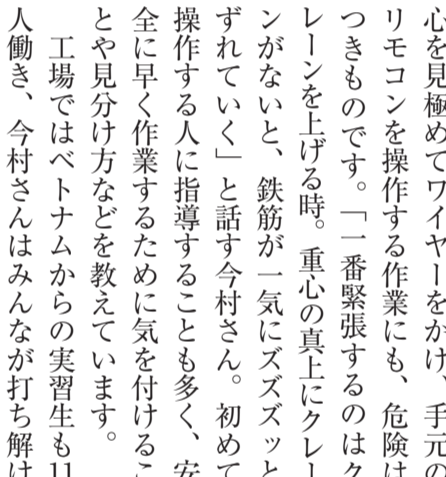 心を見極めてワイヤーをかけ、手元の
リモコンを操作する作業にも、危険は
つきものです。「一番緊張するのはク
レーンを上げる時。重心の真上にクレー
ンがないと、鉄筋が一気にズズズッと
ずれていく」と話す今村さん。初めて
操作する人に指導することも多く、安
全に早く作業するために気を付けるこ
とや見分け方などを教えています。
工場ではベトナムからの実習生も11
人働き、今村さんはみんなが打ち解け